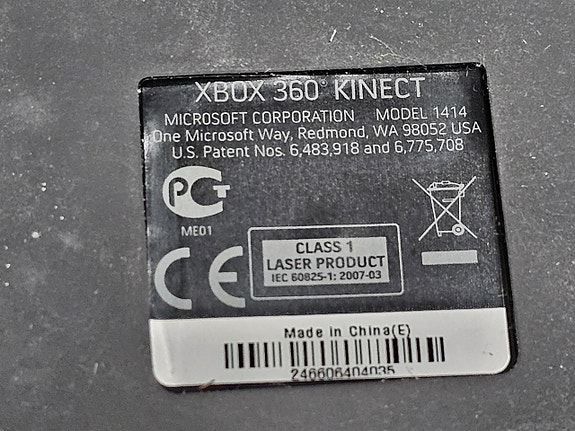 XBOX 360® KINECT
MICROSOFT CORPORATION MODEL 1414
One Microsoft Way, Redmond, WA 98052 USA
U.S. Patent Nos. 6,483,918 and 6,775,708
PCT
ME01
CE
CLASS 1
LASER PRODUCT
IEC 60825-1: 2007-03
Made in China(E)
246606404035